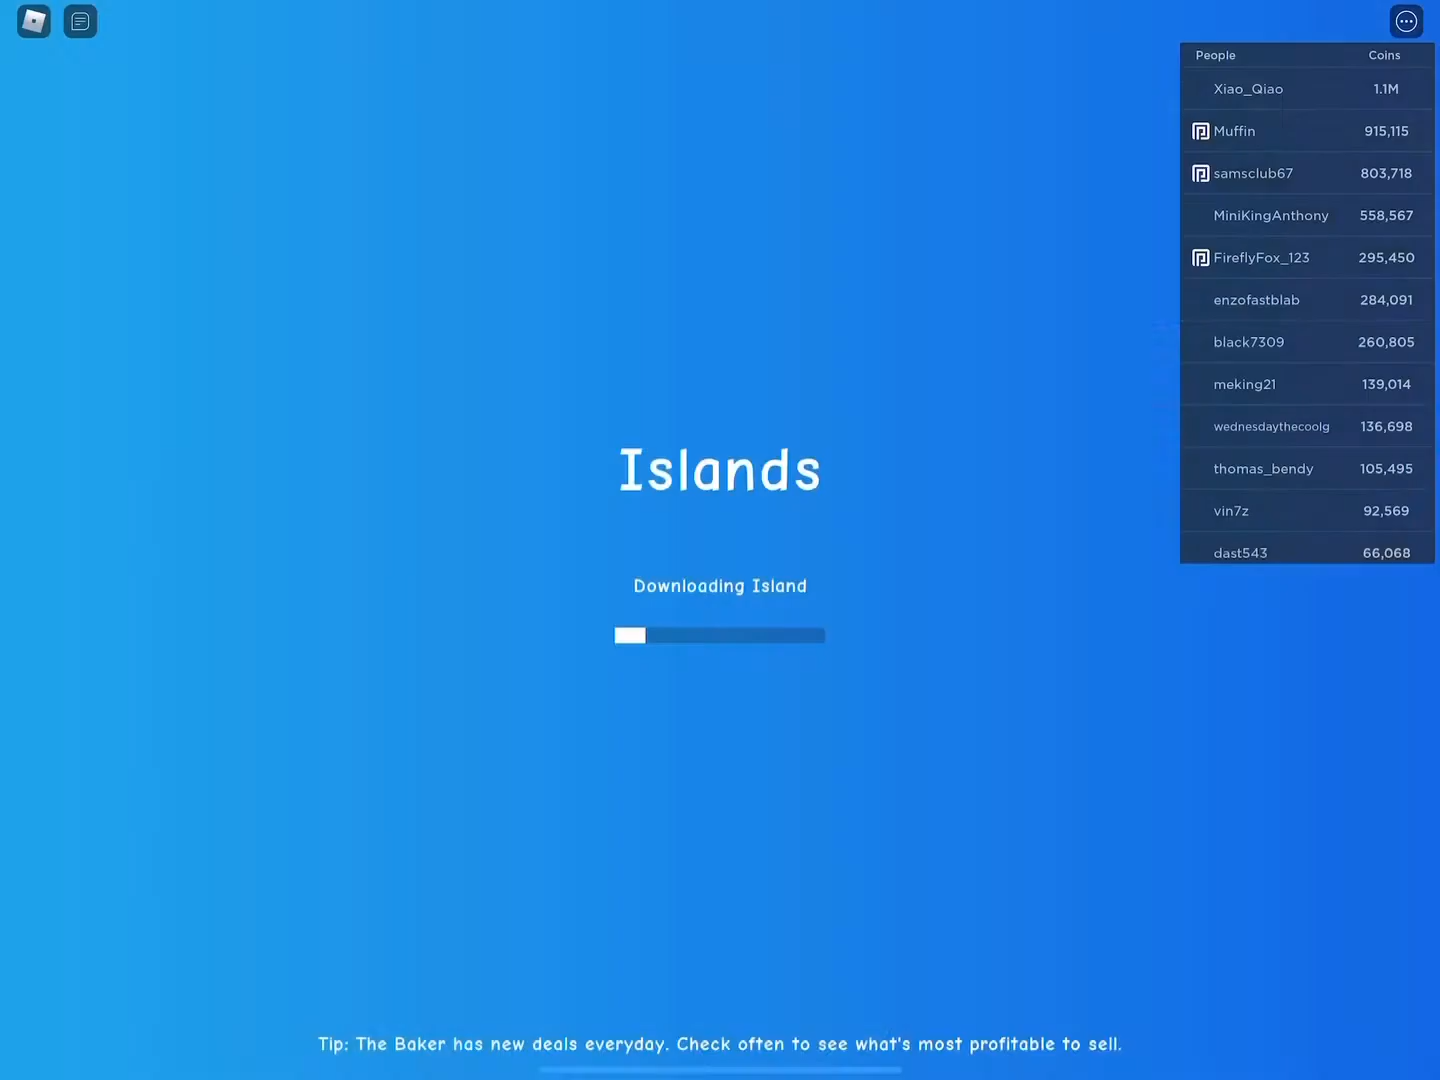 People Coins
Xiao_Qiao 1.1M
Muffin 915,115
samsclub67 803,718
MiniKingAnthony 558,567
FireflyFox_123 295,450
enzofastblab 284,091
black7309 260,805
meking21 139,014
wednesdaythecoolg 136,698
thomas_bendy 105,495
vin7z 92,569
dast543 66,068
Islands
Downloading Island
Tip: The Baker has new deals everyday. Check often to see what's most profitable to sell.